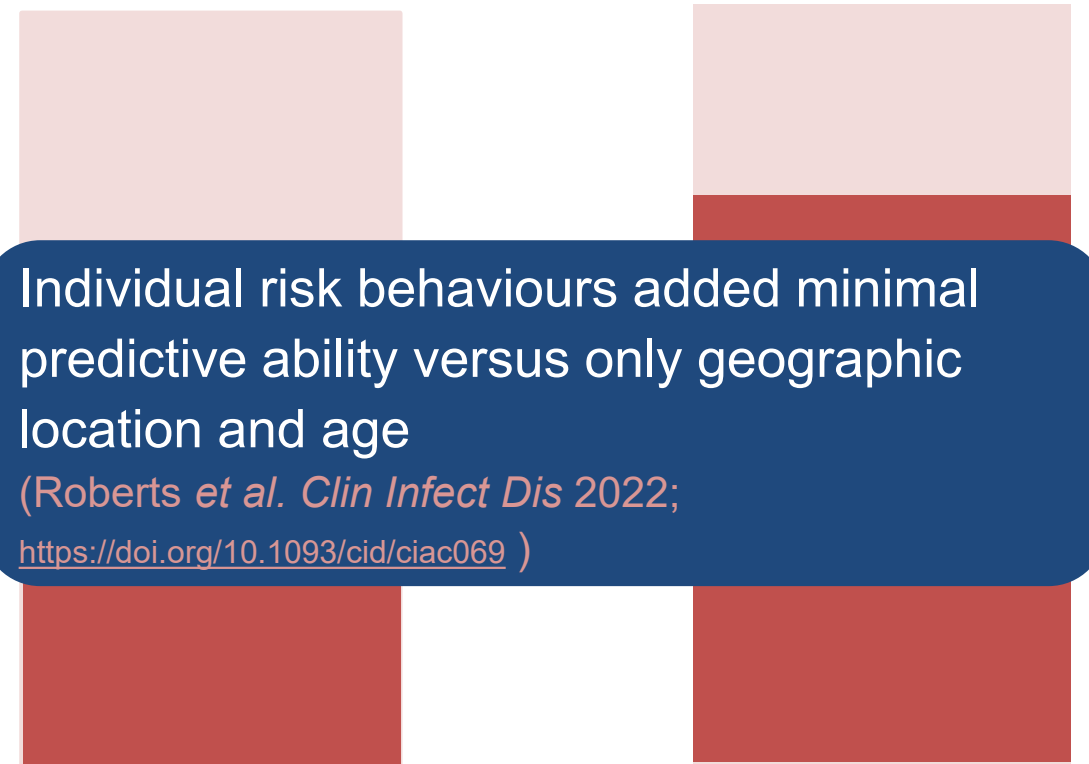 Individual risk behaviours added minimal
predictive ability versus only geographic
location and age
(Roberts et al. Clin Infect Dis 2022;
https://doi.org/10.1093/cid/ciac069 )